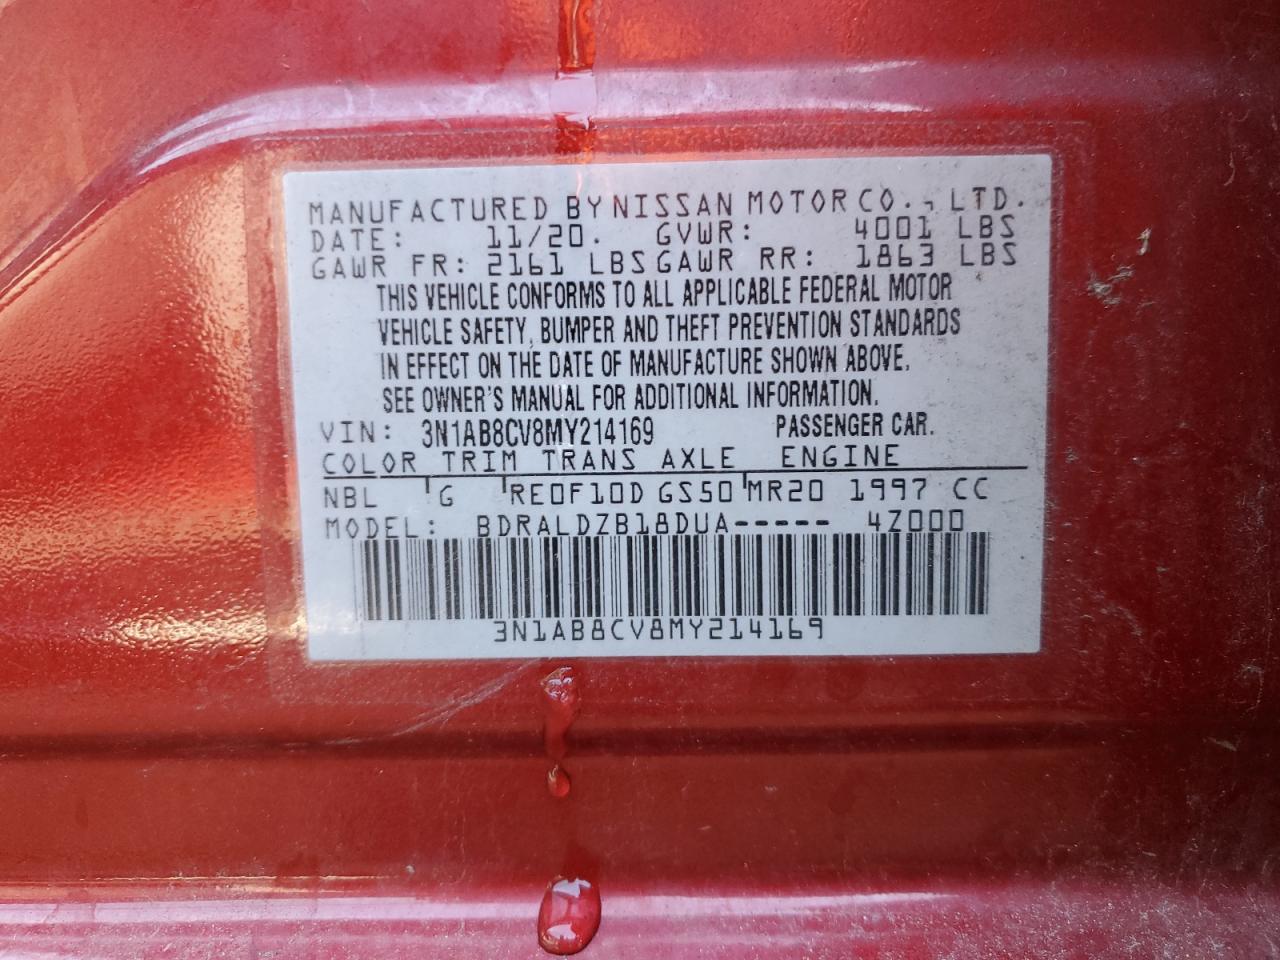 MANUFACTURED BY NISSAN MOTOR CO., LTD.
DATE: 11/20. GVWR: 4001 LBS
GAWR FR: 2161 LBS GAWR RR: 1863 LBS
THIS VEHICLE CONFORMS TO ALL APPLICABLE FEDERAL MOTOR
VEHICLE SAFETY, BUMPER AND THEFT PREVENTION STANDARDS
IN EFFECT ON THE DATE OF MANUFACTURE SHOWN ABOVE.
SEE OWNER'S MANUAL FOR ADDITIONAL INFORMATION.
VIN: 3N1AB8CV8MY214169 PASSENGER CAR.
COLOR TRIM TRANS AXLE ENGINE
NBL G RE0F10D GS50 MR20 1997 CC
MODEL: BDRALDZB18DUA----- 4Z000
3N1AB8CV8MY214169